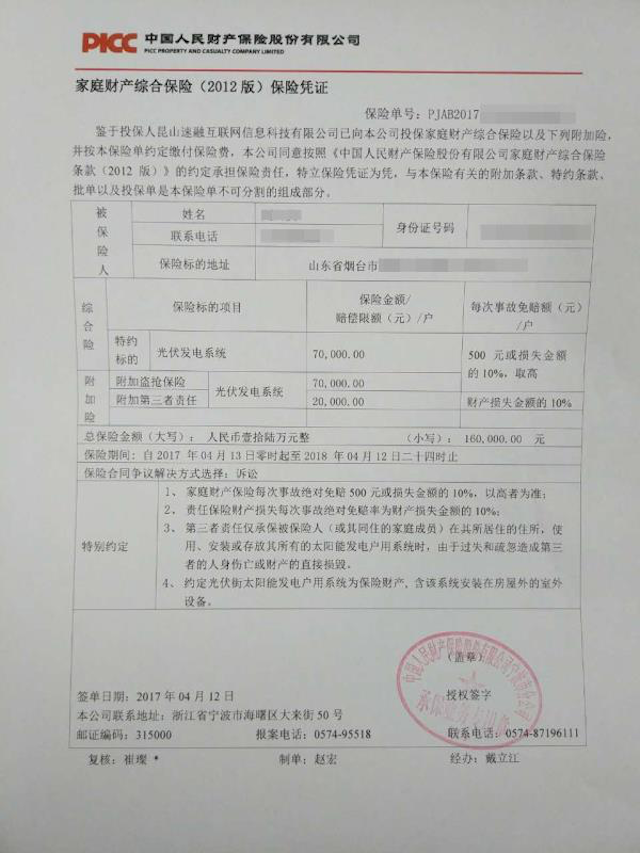 PICC 中国人民财产保险股份有限公司
PICC PROPERTY AND CASUALTY COMPANY LIMITED
家庭财产综合保险（2012 版）保险凭证
保险单号：PJAB2017
鉴于投保人昆山速融互联网信息科技有限公司已向本公司投保家庭财产综合保险以及下列附加险，
并按本保险单约定缴付保险费，本公司同意按照《中国人民财产保险股份有限公司家庭财产综合保险
条款（2012 版）》的约定承担保险责任，特立保险凭证为凭，与本保险有关的附加条款、特约条款、
批单以及投保单是本保险单不可分割的组成部分。
被保险人
姓名
联系电话
身份证号码
保险标的地址
山东省烟台市
综合险
保险标的项目
保险金额/
赔偿限额（元）/户
每次事故免赔额（元）
/户
特约
标的
光伏发电系统
70,000.00
500 元或损失金额
的 10%，取高
附加险
附加盗抢保险
光伏发电系统
70,000.00
附加第三者责任
20,000.00
财产损失金额的 10%
总保险金额（大写）： 人民币壹拾陆万元整 （小写）： 160,000.00 元
保险期间：自 2017 年 04 月 13 日零时起至 2018 年 04 月 12 日二十四时止
保险合同争议解决方式选择：诉讼
特别约定
1、 家庭财产保险每次事故绝对免赔 500 元或损失金额的 10%，以高者为准；
2、 责任保险财产损失每次事故绝对免赔率为财产损失金额的 10%；
3、 第三者责任仅承保被保险人（或其同住的家庭成员）在其所居住的住所，使
用、安装或存放其所有的太阳能发电户用系统时，由于过失和疏忽造成第三
者的人身伤亡或财产的直接损毁。
4、 约定光伏街太阳能发电户用系统为保险财产，含该系统安装在房屋外的室外
设备。
（盖章）
签单日期：2017 年 04 月 12 日
授权签字
本公司联系地址：浙江省宁波市海曙区大来街 50 号
邮证编码：315000 报案电话：0574-95518 联系电话：0574-87196111
复核：崔璨 * 制单：赵宏 经办：戴立江